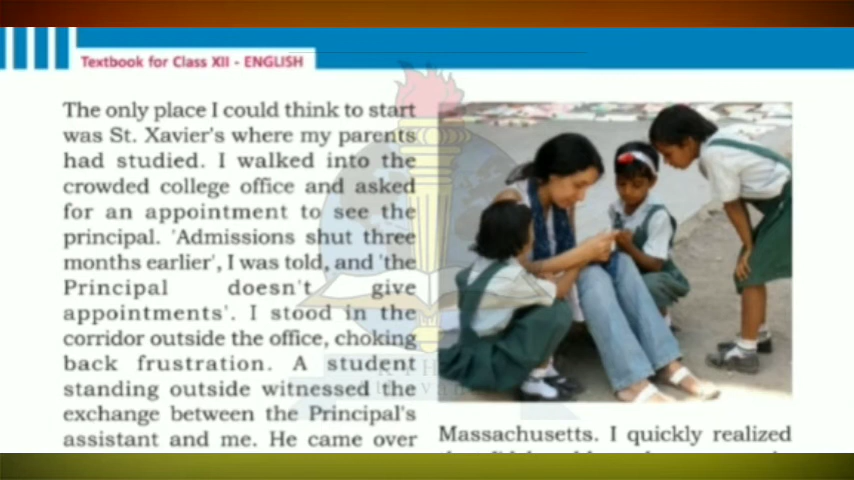 Textbook for Class XII - ENGLISH
The only place I could think to start
was St. Xavier's where my parents
had studied. I walked into the
crowded college office and asked
for an appointment to see the
principal. 'Admissions shut three
months earlier', I was told, and 'the
Principal doesn't give
appointments'. I stood in the
corridor outside the office, choking
back frustration. A student
standing outside witnessed the
exchange between the Principal's
assistant and me. He came over
Massachusetts. I quickly realized